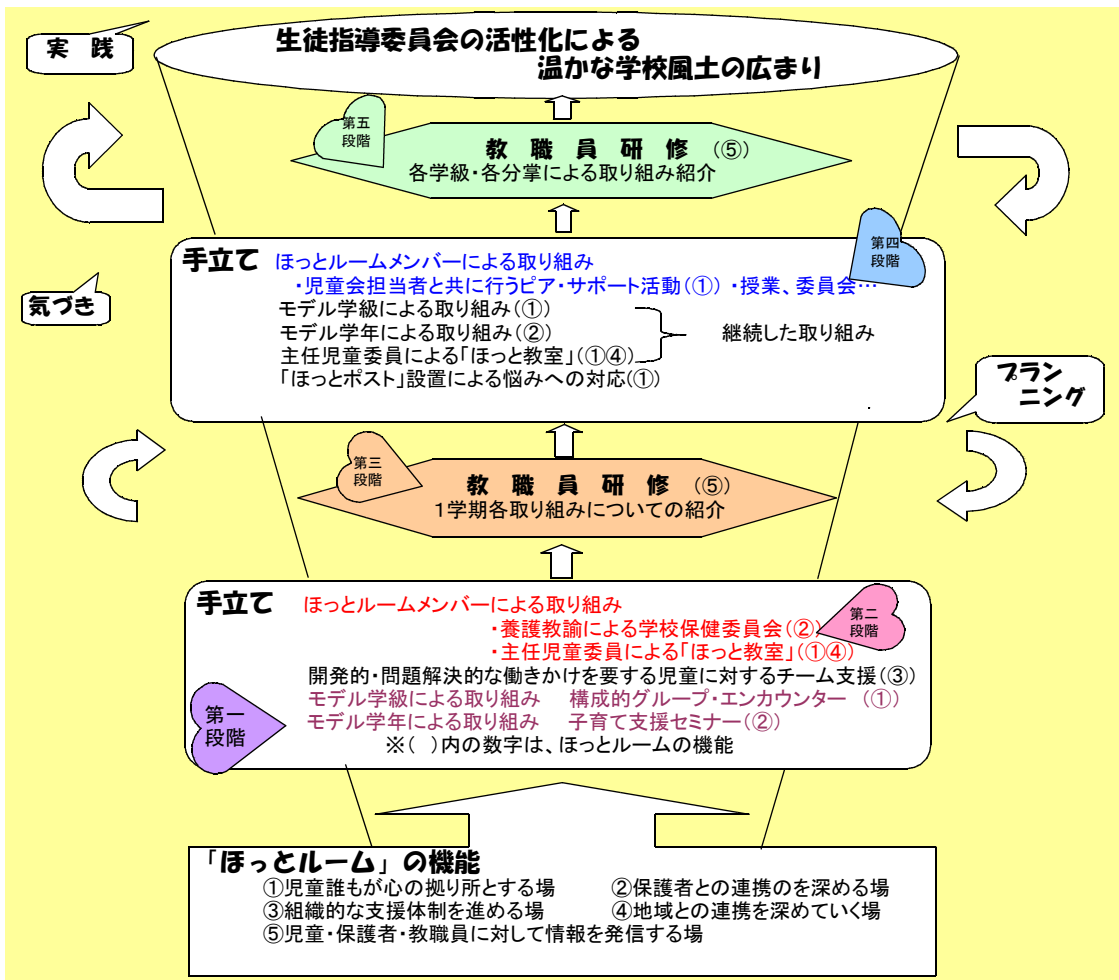 実 践
生徒指導委員会の活性化による
温かな学校風土の広まり
第五
段階
教 職 員 研 修 (⑤)
各学級・各分掌による取り組み紹介
第四
段階
手立て ほっとルームメンバーによる取り組み
・児童会担当者と共に行うピア・サポート活動(①) ・授業、委員会…
モデル学級による取り組み(①)
モデル学年による取り組み(②) 継続した取り組み
主任児童委員による「ほっと教室」(①④)
「ほっとポスト」設置による悩みへの対応(①)
気づき
プラン
ニング
第三
段階
教 職 員 研 修 (⑤)
1学期各取り組みについての紹介
手立て ほっとルームメンバーによる取り組み
・養護教諭による学校保健委員会(②)
・主任児童委員による「ほっと教室」(①④)
第二
段階
開発的・問題解決的な働きかけを要する児童に対するチーム支援(③)
モデル学級による取り組み 構成的グループ・エンカウンター (①)
モデル学年による取り組み 子育て支援セミナー(②)
※( )内の数字は、ほっとルームの機能
第一
段階
「ほっとルーム」の機能
①児童誰もが心の拠り所とする場 ②保護者との連携のを深める場
③組織的な支援体制を進める場 ④地域との連携を深めていく場
⑤児童・保護者・教職員に対して情報を発信する場